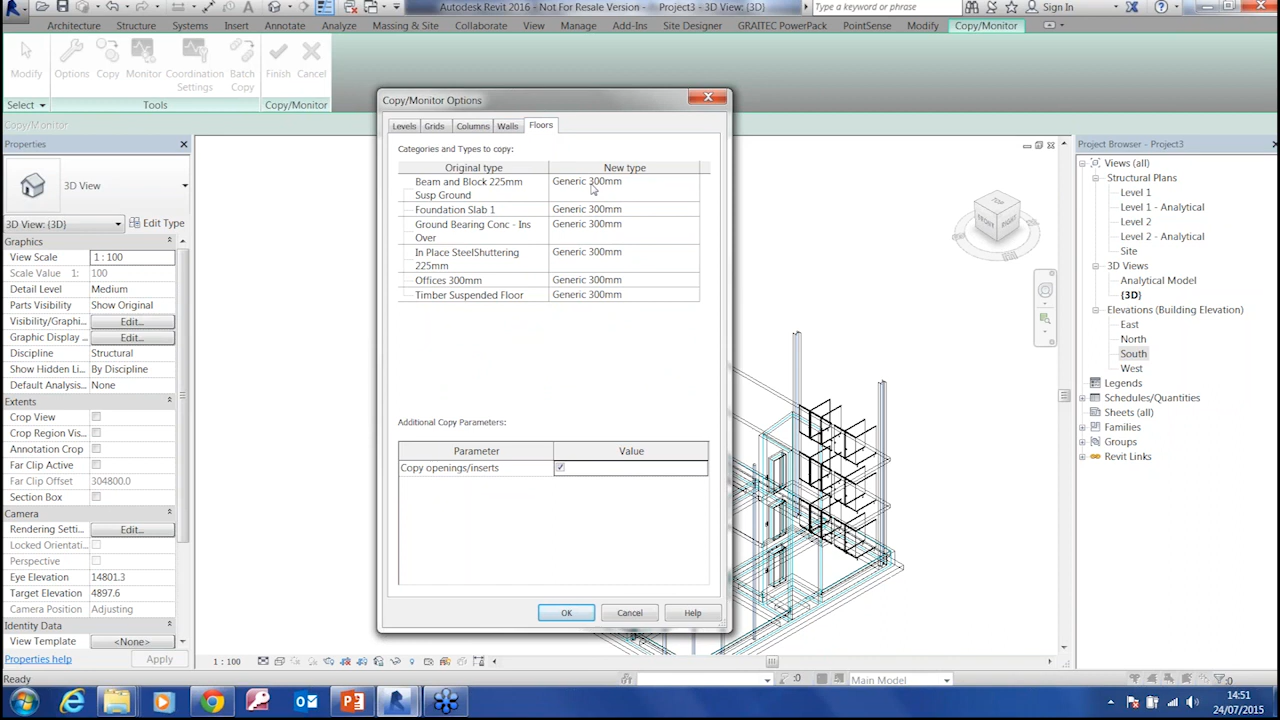 Autodesk Revit 2016 - Not For Resale Version - Project3 - 3D View: {3D}
Type a keyword or phrase
Sign In
Architecture Structure Systems Insert Annotate Analyze Massing & Site Collaborate View Manage Add-Ins Site Designer GRAITEC PowerPack PointSense Modify Copy/Monitor
Modify Options Copy Monitor Coordination Settings Batch Copy Finish Cancel
Select Tools Copy/Monitor
Copy/Monitor
Properties
3D View
3D View: {3D} Edit Type
Graphics
View Scale 1 : 100
Scale Value 1: 100
Detail Level Medium
Parts Visibility Show Original
Visibility/Graphi... Edit...
Graphic Display ... Edit...
Discipline Structural
Show Hidden Li... By Discipline
Default Analysis... None
Extents
Crop View
Crop Region Vis...
Annotation Crop
Far Clip Active
Far Clip Offset 304800.0
Section Box
Camera
Rendering Setti... Edit...
Locked Orientati...
Perspective
Eye Elevation 14801.3
Target Elevation 4897.6
Camera Position Adjusting
Identity Data
View Template <None>
Properties help Apply
Ready
Copy/Monitor Options
Levels Grids Columns Walls Floors
Categories and Types to copy:
Original type New type
Beam and Block 225mm Susp Ground Generic 300mm
Foundation Slab 1 Generic 300mm
Ground Bearing Conc - Ins Over Generic 300mm
In Place SteelShuttering 225mm Generic 300mm
Offices 300mm Generic 300mm
Timber Suspended Floor Generic 300mm
Additional Copy Parameters:
Parameter Value
Copy openings/inserts
OK Cancel Help
TOP
FRONT
RIGHT
1 : 100
:0
Main Model
:0
Project Browser - Project3
Views (all)
Structural Plans
Level 1
Level 1 - Analytical
Level 2
Level 2 - Analytical
Site
3D Views
Analytical Model
{3D}
Elevations (Building Elevation)
East
North
South
West
Legends
Schedules/Quantities
Sheets (all)
Families
Groups
Revit Links
14:51
24/07/2015